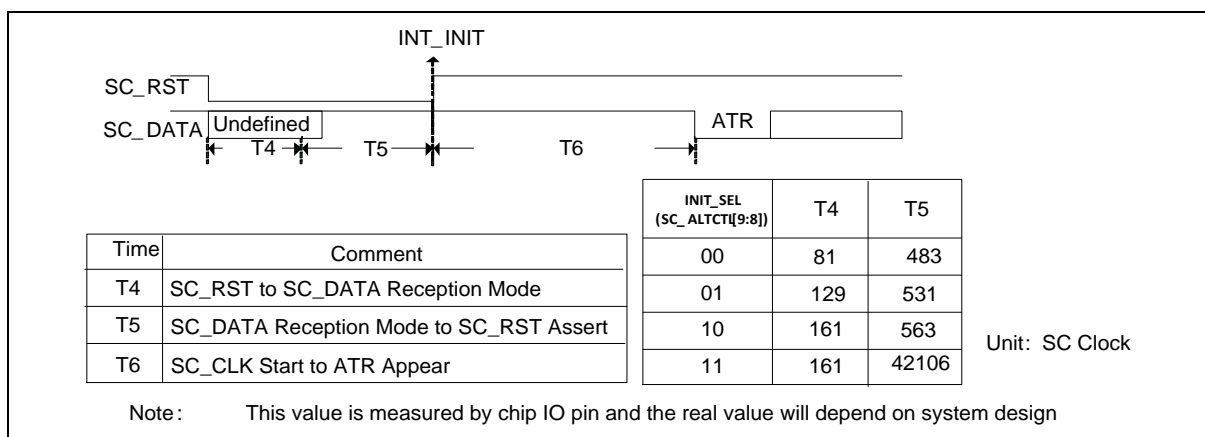 INT_INIT
SC_RST
SC_DATA Undefined ATR
T4 T5 T6
INIT_SEL (SC_ALTCTL[9:8]) T4 T5
00 81 483
01 129 531
10 161 563
11 161 42106
Unit: SC Clock
Time Comment
T4 SC_RST to SC_DATA Reception Mode
T5 SC_DATA Reception Mode to SC_RST Assert
T6 SC_CLK Start to ATR Appear
Note: This value is measured by chip IO pin and the real value will depend on system design